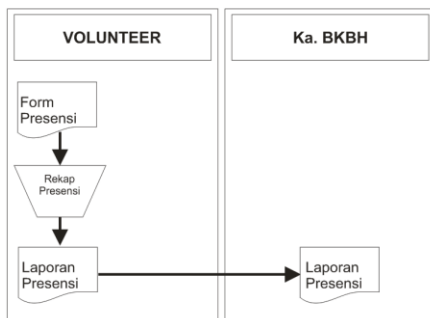 VOLUNTEER
Ka. BKBH
Form
Presensi
Rekap
Presensi
Laporan
Presensi
Laporan
Presensi